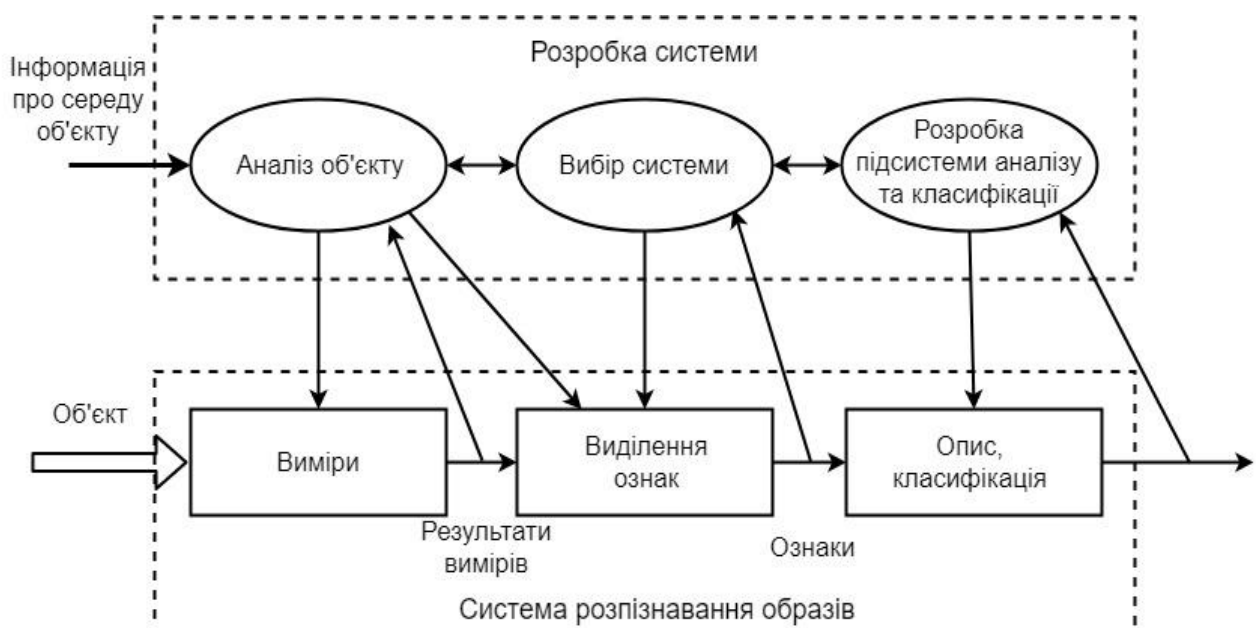 Розробка системи
Інформація
про середу
об'єкту
Аналіз об'єкту
Вибір системи
Розробка
підсистеми аналізу
та класифікації
Об'єкт
Виміри
Виділення
ознак
Опис,
класифікація
Результати
вимірів
Ознаки
Система розпізнавання образів